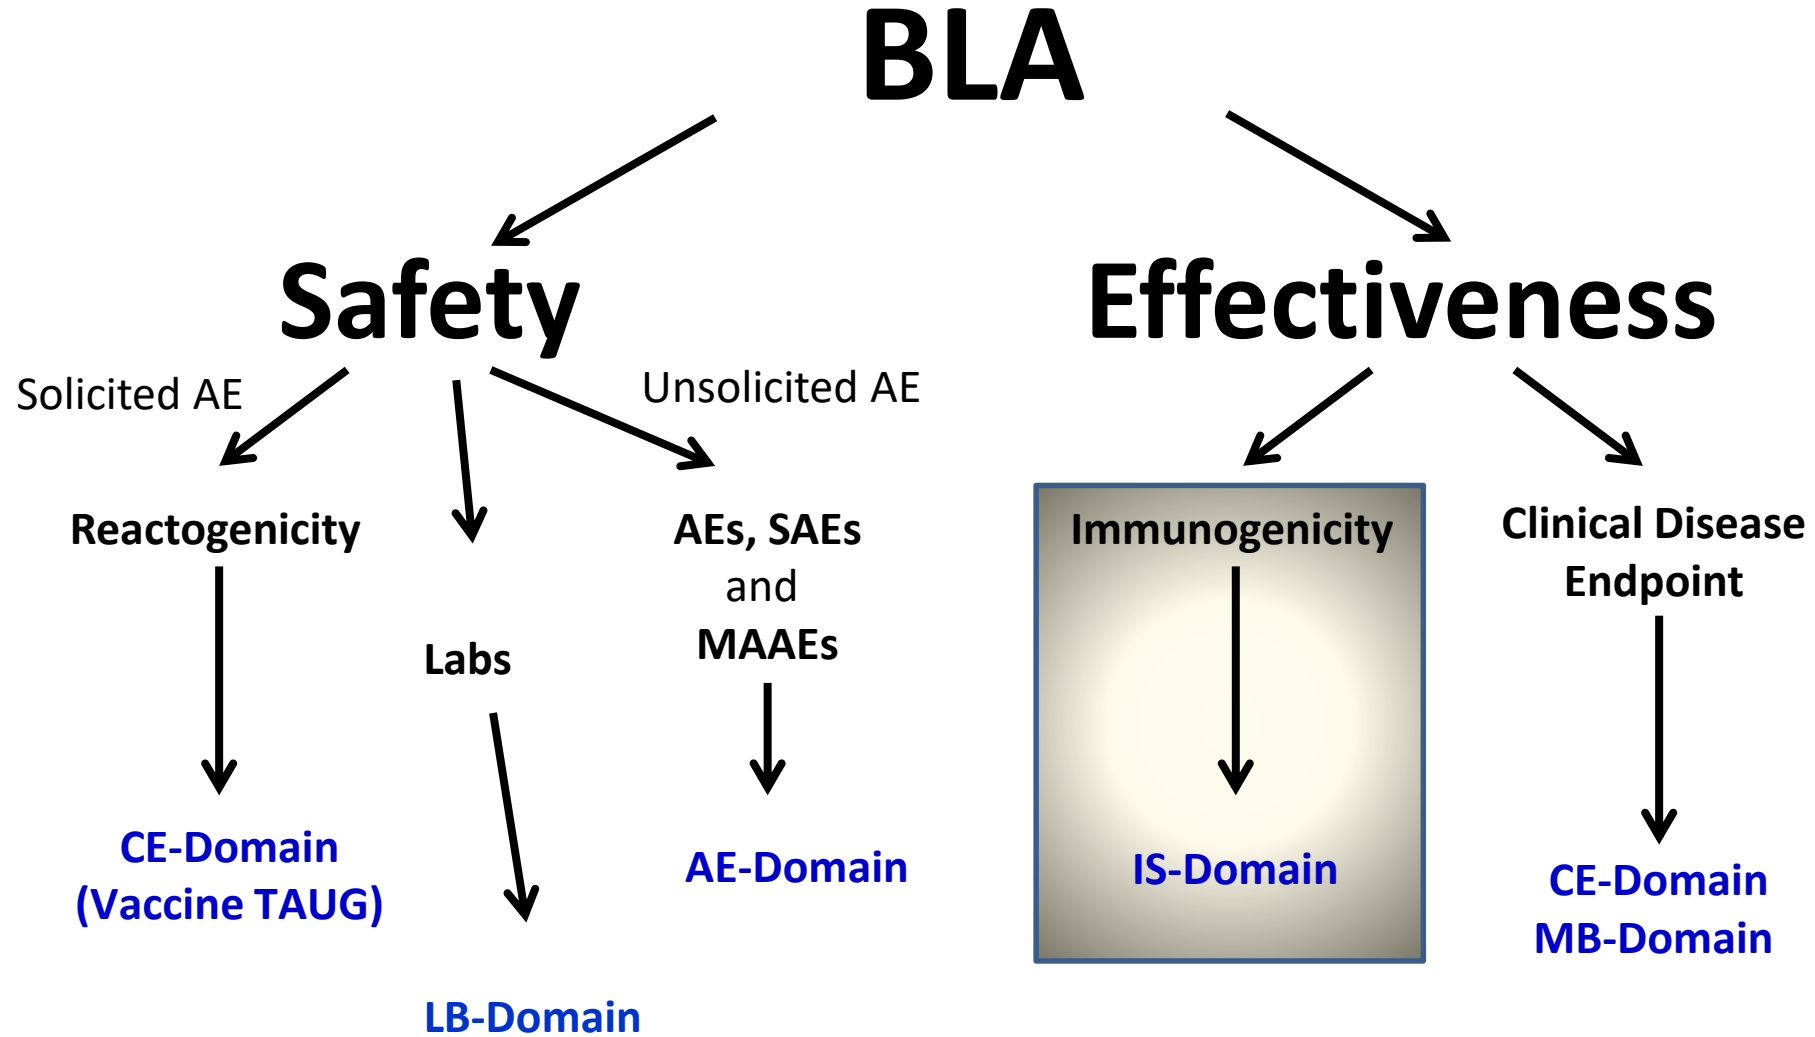 BLA
Safety
Effectiveness
Solicited AE
Unsolicited AE
Reactogenicity
Labs
AEs, SAEs
and
MAAEs
Immunogenicity
Clinical Disease
Endpoint
CE-Domain
(Vaccine TAUG)
LB-Domain
AE-Domain
IS-Domain
CE-Domain
MB-Domain